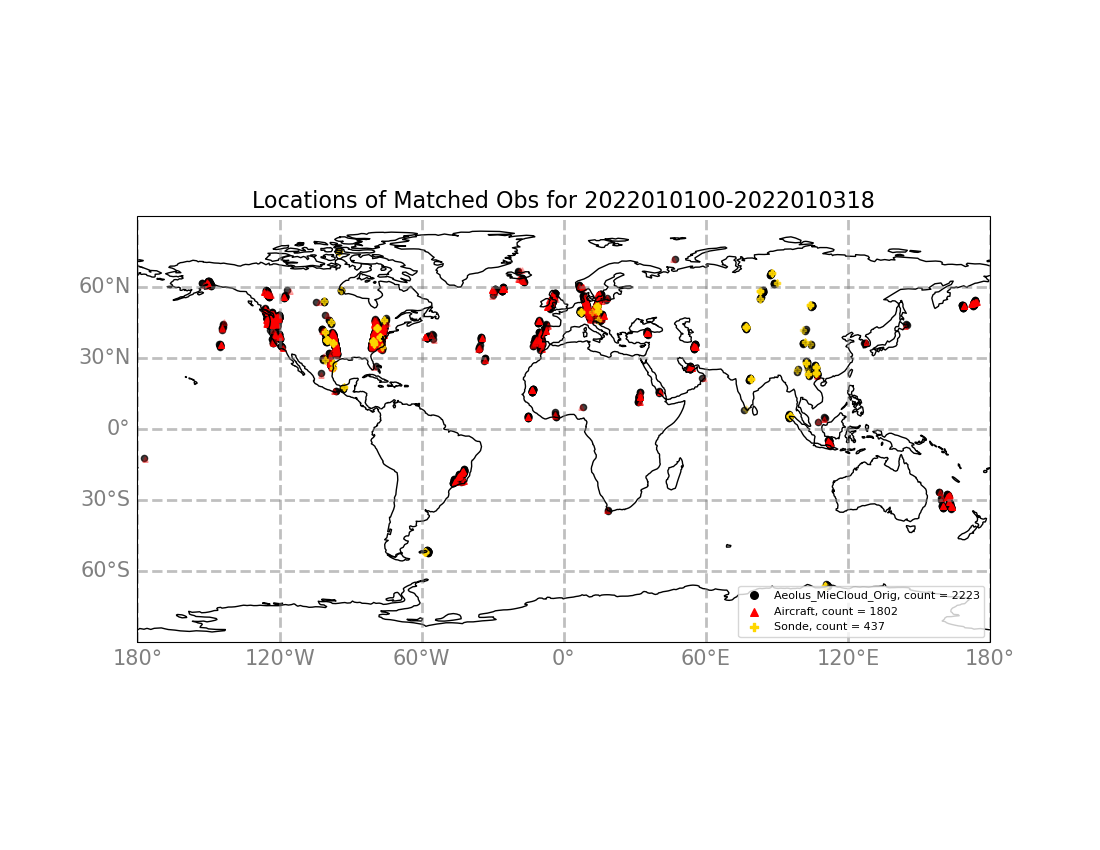 Locations of Matched Obs for 2022010100-2022010318
60°N
30°N
0°
30°S
60°S
Aeolus_MieCloud_Orig, count = 2223
Aircraft, count = 1802
Sonde, count = 437
180° 120°W 60°W 0° 60°E 120°E 180°